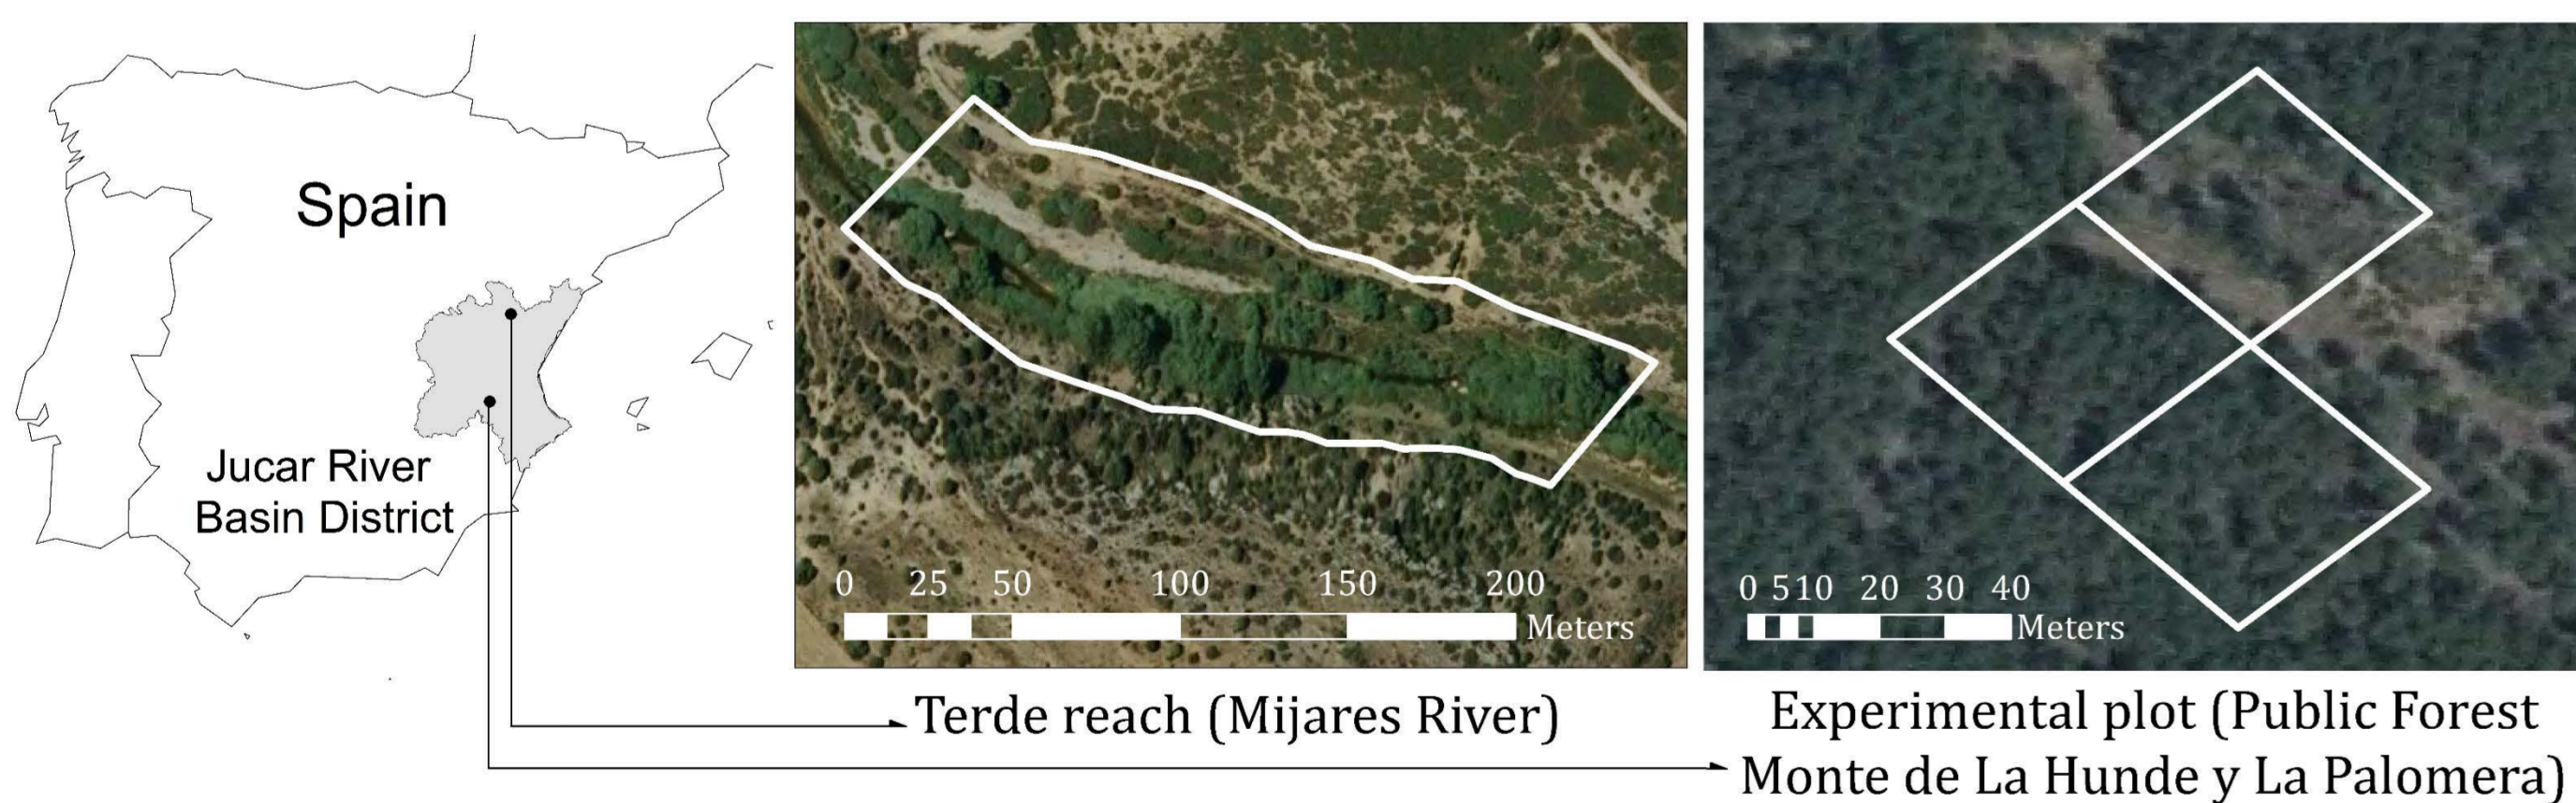 Spain
Jucar River
Basin District
0 25 50 100 150 200
Meters
0 5 10 20 30 40
Meters
Terde reach (Mijares River)
Experimental plot (Public Forest
Monte de La Hunde y La Palomera)